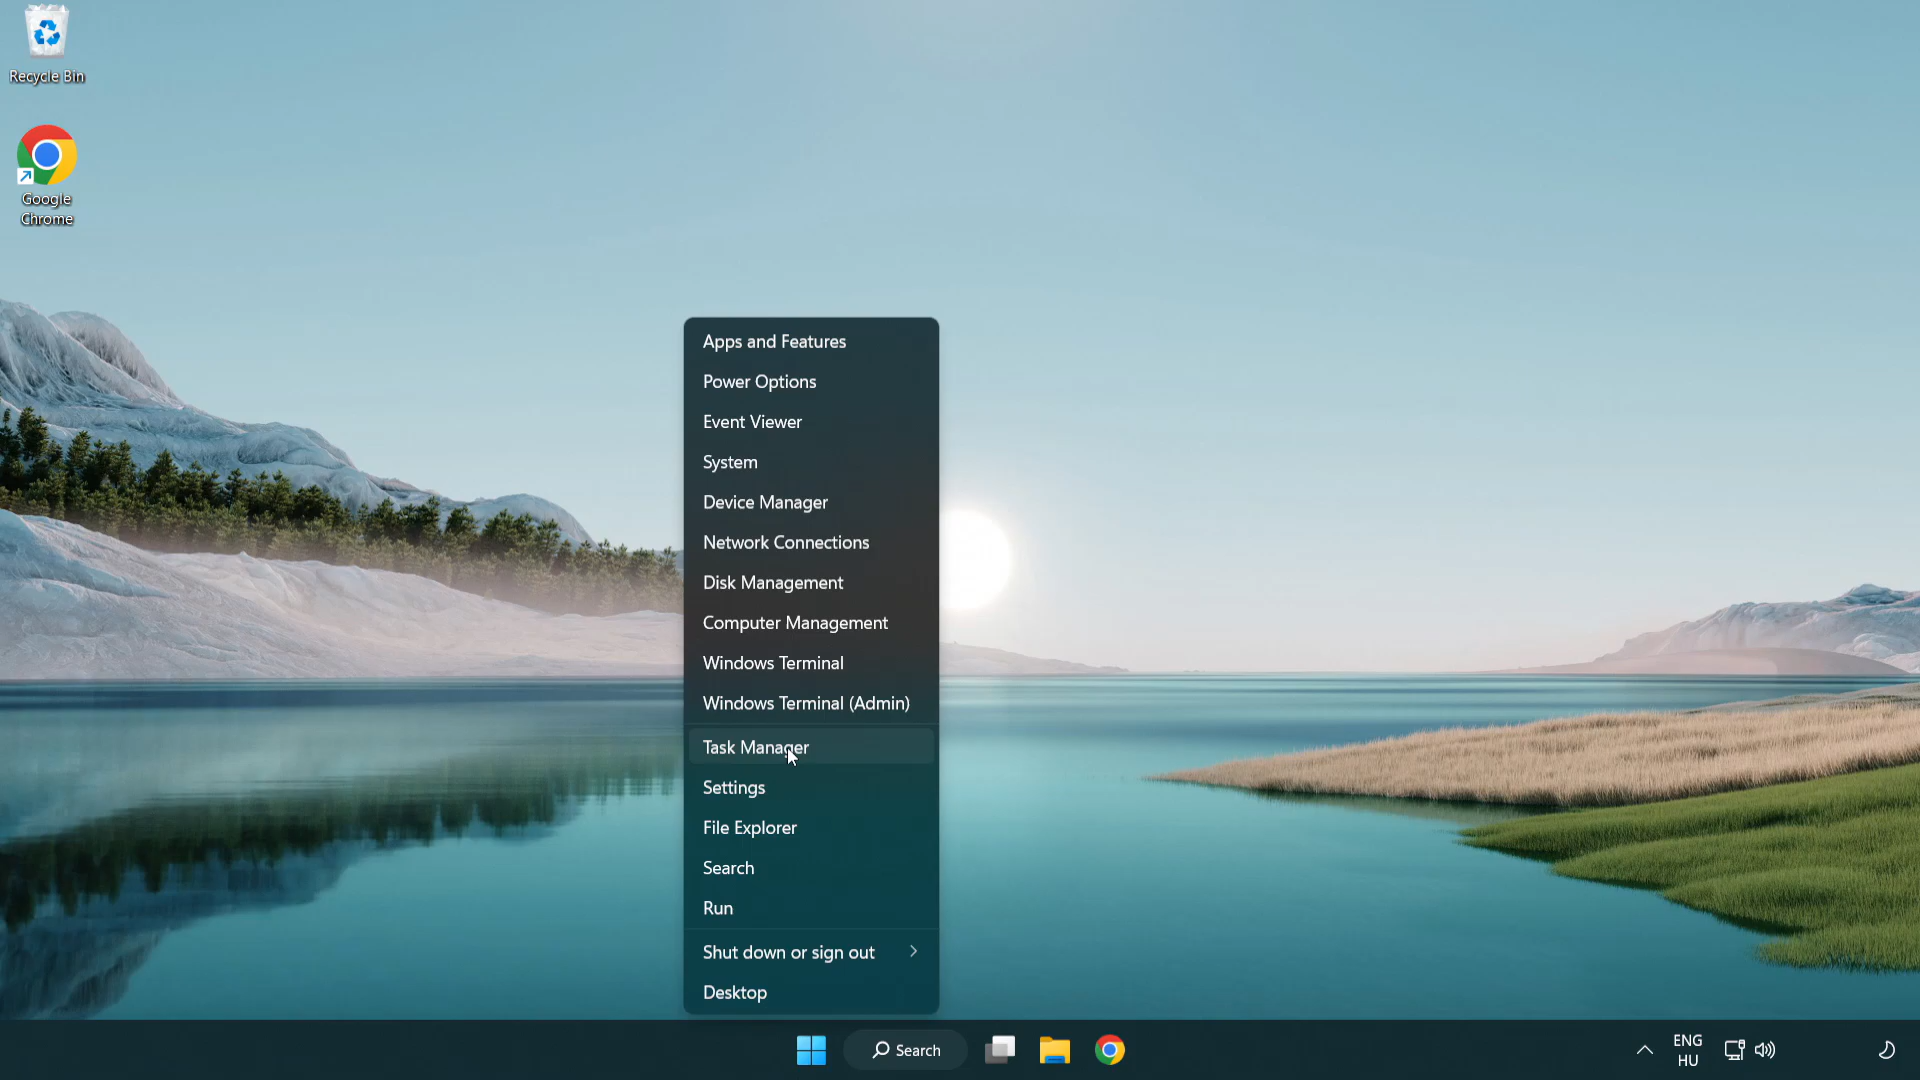 Recycle Bin
Google
Chrome
Apps and Features
Power Options
Event Viewer
System
Device Manager
Network Connections
Disk Management
Computer Management
Windows Terminal
Windows Terminal (Admin)
Task Manager
Settings
File Explorer
Search
Run
Shut down or sign out
Desktop
Search
ENG
HU